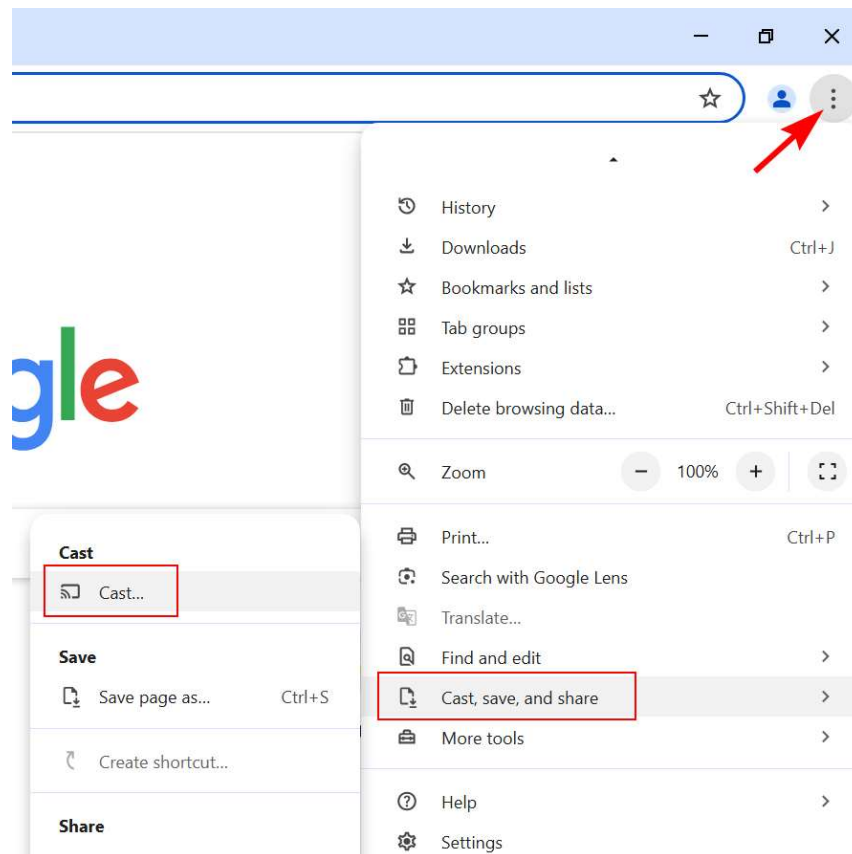 History
Downloads Ctrl+J
Bookmarks and lists
Tab groups
Extensions
Delete browsing data... Ctrl+Shift+Del
gle
Zoom 100%
Print... Ctrl+P
Search with Google Lens
Translate...
Find and edit
Cast, save, and share
More tools
Help
Settings
Cast
Cast...
Save
Save page as... Ctrl+S
Create shortcut...
Share